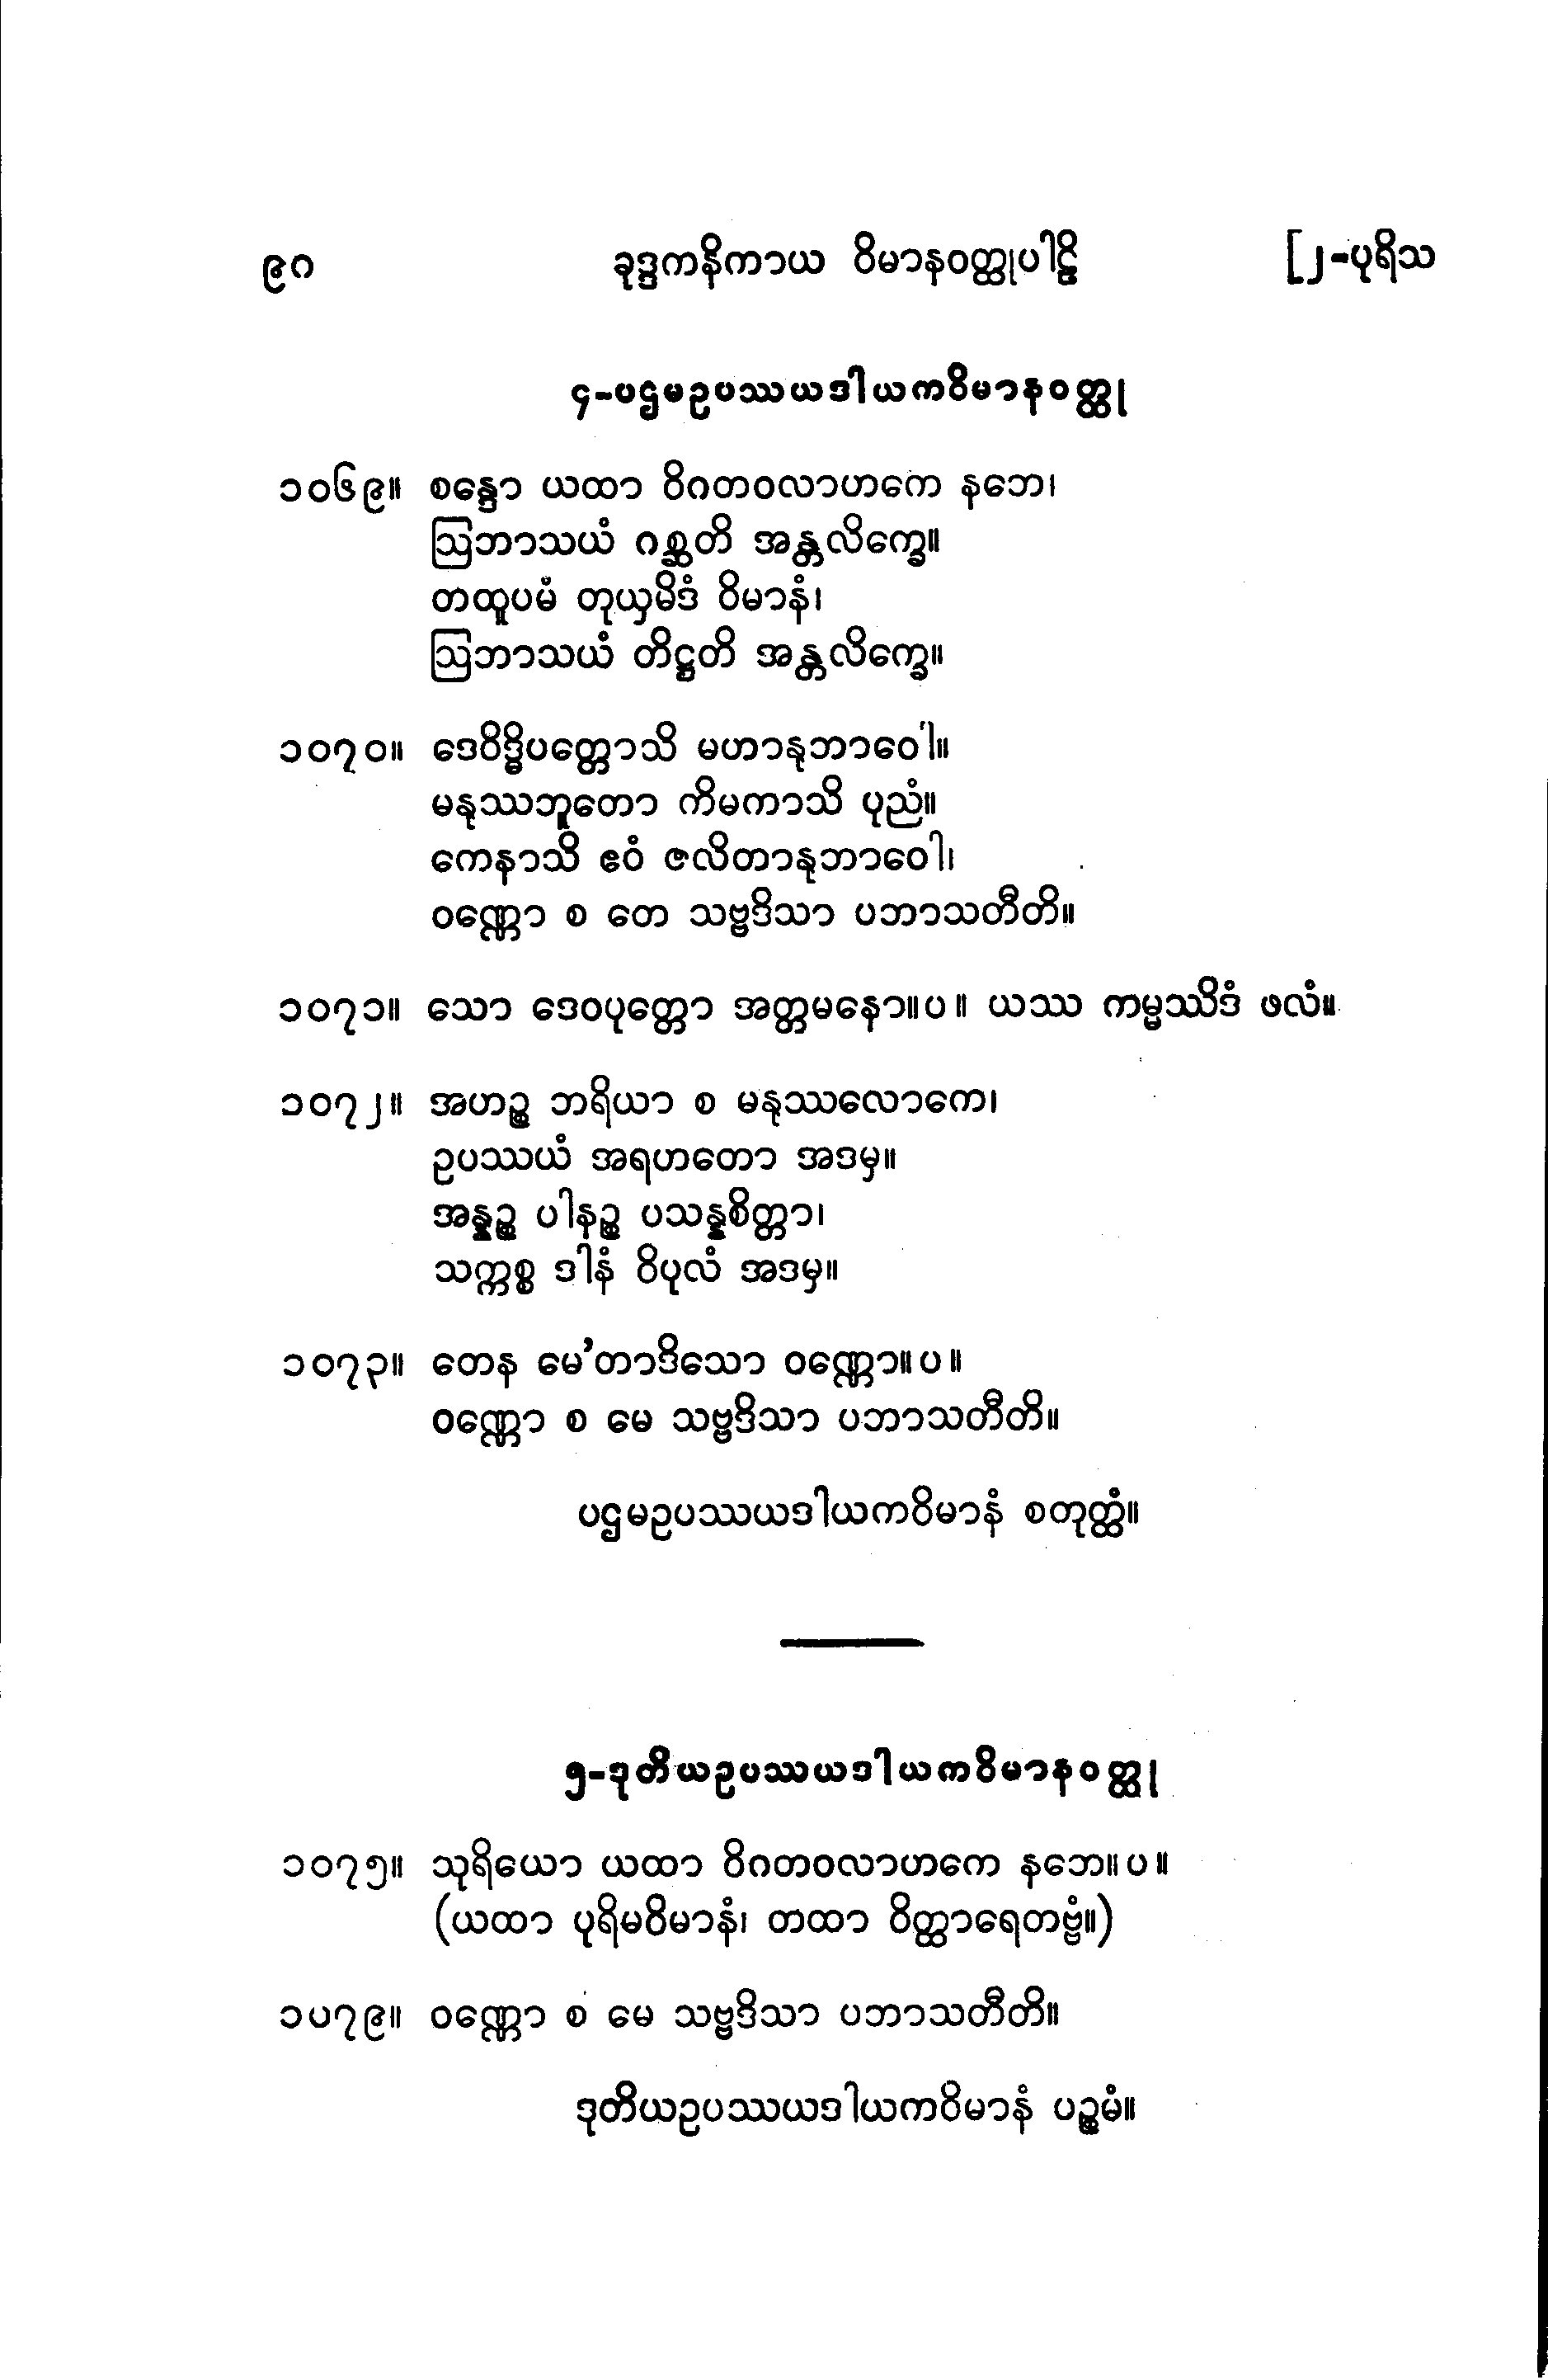 ၉၀ ခုဒ္ဒကနိကာယ ဝိမာနဝတ္ထုပါဠိ [၂-ပုရိသ
၄-ပဌမဥပဿယဒါယကဝိမာနဝတ္ထု
၁၀၆၉။ စန္ဒော ယထာ ဝိဂတဝလာဟကေ နဘေ၊
ဩဘာသယံ ဂစ္ဆတိ အန္တလိက္ခေ။
တထူပမံ တုယှမိဒံ ဝိမာနံ၊
ဩဘာသယံ တိဋ္ဌတိ အန္တလိက္ခေ။
၁၀၇၀။ ဒေဝိဒ္ဓိပတ္တောသိ မဟာနုဘာဝေါ။
မနုဿဘူတော ကိမကာသိ ပုညံ။
ကေနာသိ ဧဝံ ဇလိတာနုဘာဝေါ၊
ဝဏ္ဏော စ တေ သဗ္ဗဒိသာ ပဘာသတီတိ။
၁၀၇၁။ သော ဒေဝပုတ္တော အတ္တမနော။ပ။ ယဿ ကမ္မဿိဒံ ဖလံ။
၁၀၇၂။ အဟဉ္စ ဘရိယာ စ မနုဿလောကေ၊
ဥပဿယံ အရဟတော အဒမှ။
အန္နဉ္စ ပါနဉ္စ ပသန္နစိတ္တာ၊
သက္ကစ္စ ဒါနံ ဝိပုလံ အဒမှ။
၁၀၇၃။ တေန မေ'တာဒိသော ဝဏ္ဏော။ပ။
ဝဏ္ဏော စ မေ သဗ္ဗဒိသာ ပဘာသတီတိ။
ပဌမဥပဿယဒါယကဝိမာနံ စတုတ္ထံ။
၅-ဒုတိယဥပဿယဒါယကဝိမာနဝတ္ထု
၁၀၇၅။ သုရိယော ယထာ ဝိဂတဝလာဟကေ နဘေ။ပ။
(ယထာ ပုရိမဝိမာနံ၊ တထာ ဝိတ္ထာရေတဗ္ဗံ။)
၁ပ၇၉။ ဝဏ္ဏော စ မေ သဗ္ဗဒိသာ ပဘာသတီတိ။
ဒုတိယဥပဿယဒါယကဝိမာနံ ပဉ္စမံ။